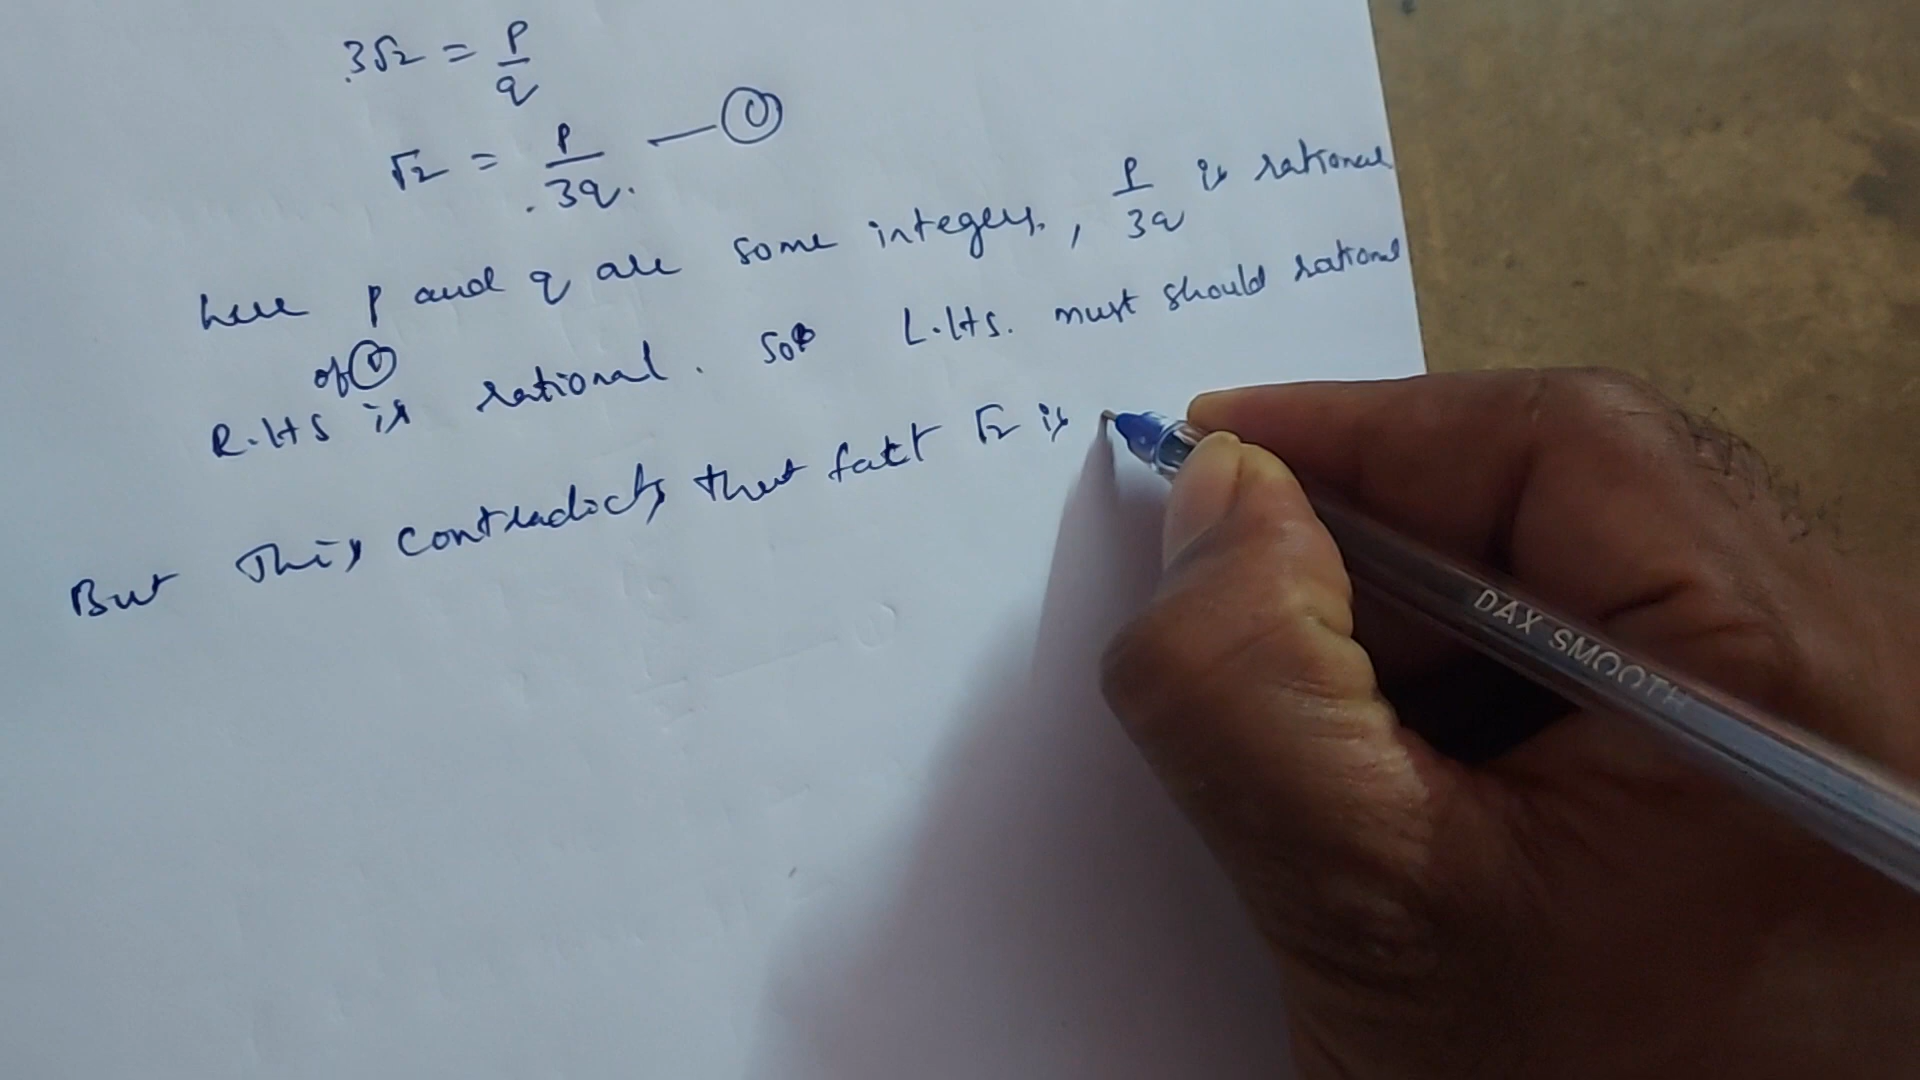 3√2 = p/q
√2 = p/3q. — ①
here p and q are some integers, p/3q is rational
of ①
R.H.S is rational. So L.H.S. must should rational
But This contradicts that fact √2 is
DAX SMOOTH